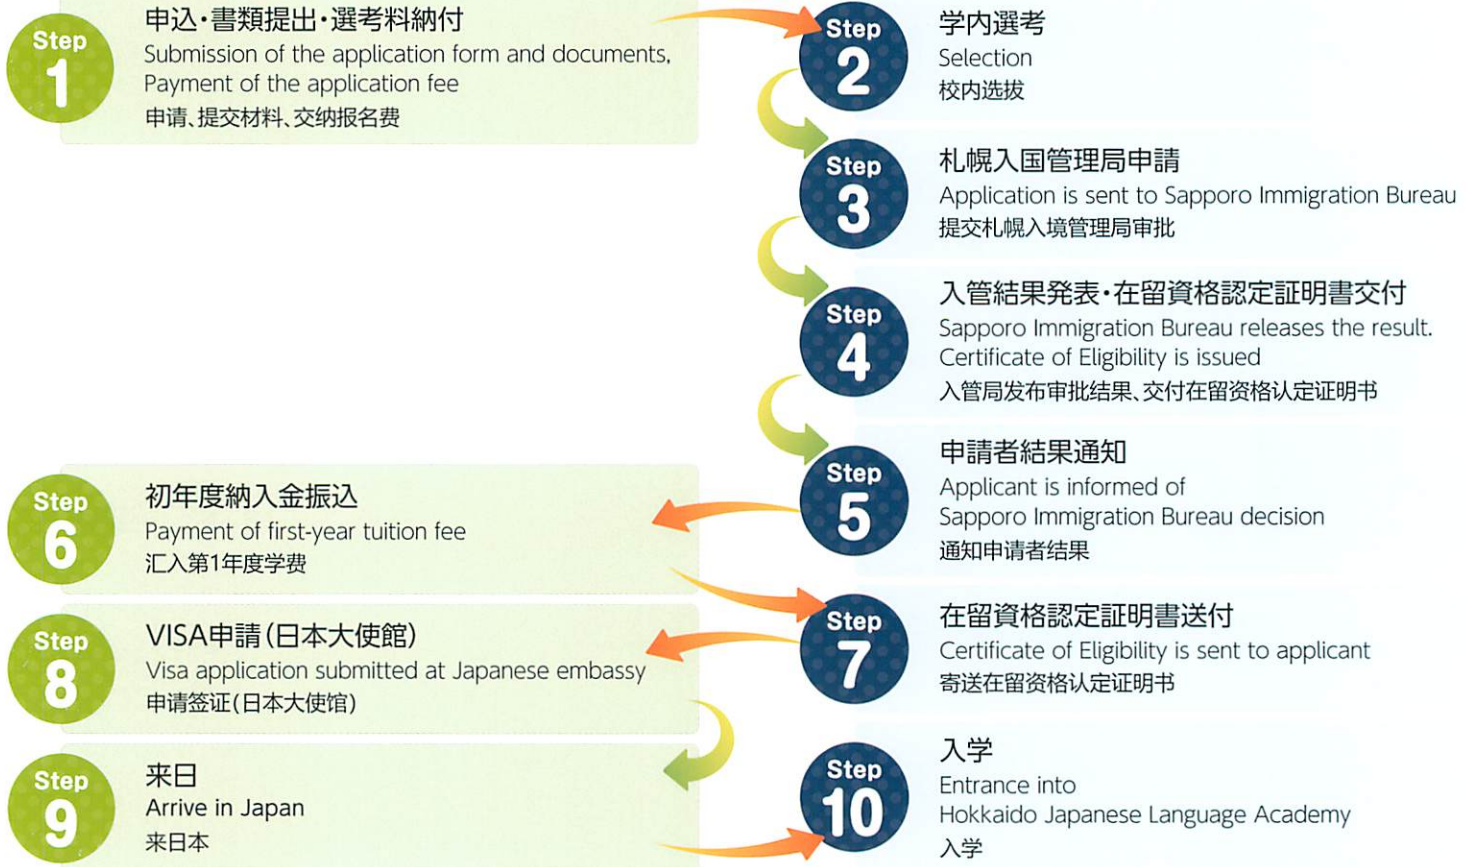 Step
1
申込・書類提出・選考料納付
Submission of the application form and documents,
Payment of the application fee
申请、提交材料、交纳报名费
Step
2
学内選考
Selection
校内选拔
Step
3
札幌入国管理局申請
Application is sent to Sapporo Immigration Bureau
提交札幌入境管理局审批
Step
4
入管結果発表・在留資格認定証明書交付
Sapporo Immigration Bureau releases the result.
Certificate of Eligibility is issued
入管局发布审批结果、交付在留资格认定证明书
Step
5
申請者結果通知
Applicant is informed of
Sapporo Immigration Bureau decision
通知申请者结果
Step
6
初年度納入金振込
Payment of first-year tuition fee
汇入第1年度学费
Step
7
在留資格認定証明書送付
Certificate of Eligibility is sent to applicant
寄送在留资格认定证明书
Step
8
VISA申請(日本大使館)
Visa application submitted at Japanese embassy
申请签证(日本大使馆)
Step
9
来日
Arrive in Japan
来日本
Step
10
入学
Entrance into
Hokkaido Japanese Language Academy
入学